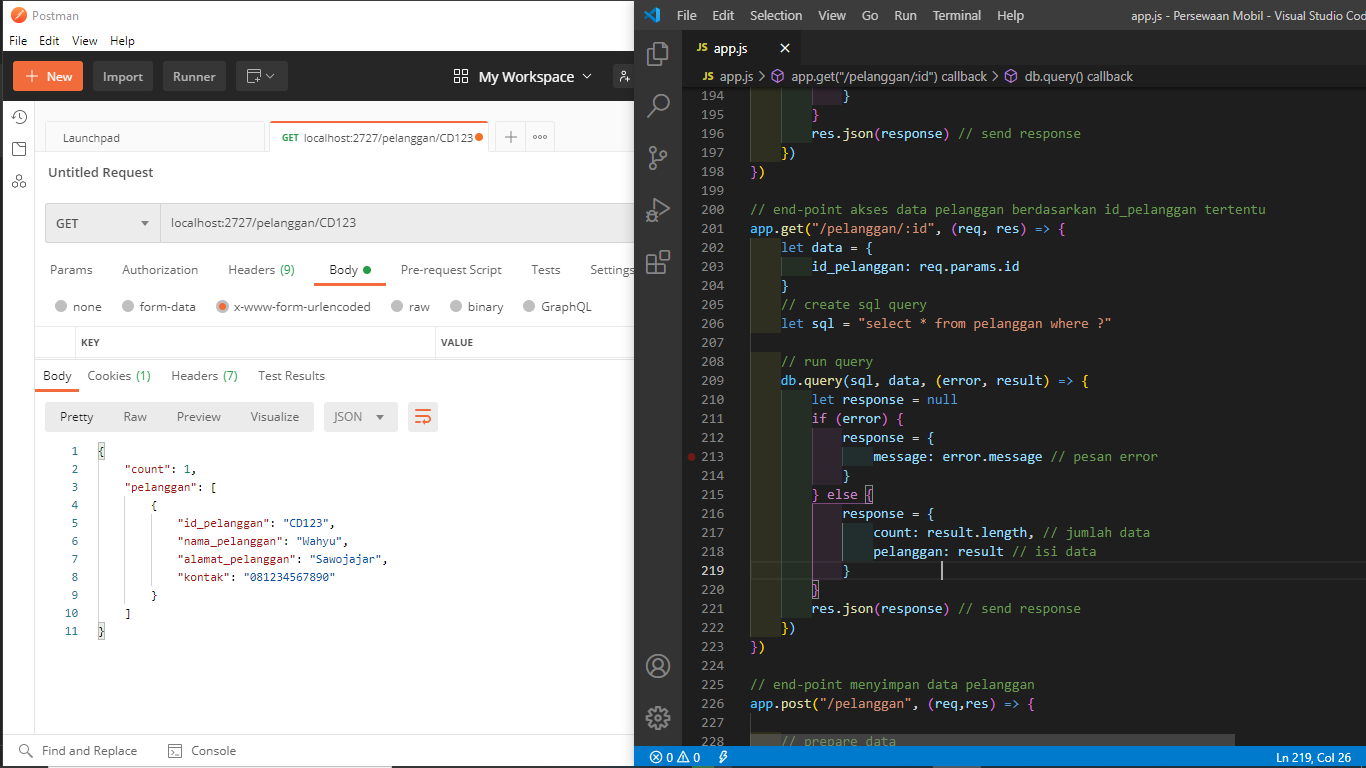 Postman
File Edit View Help
New Import Runner My Workspace
Launchpad GET localhost:2727/pelanggan/CD123
Untitled Request
GET localhost:2727/pelanggan/CD123
Params Authorization Headers (9) Body Pre-request Script Tests Settings
none form-data x-www-form-urlencoded raw binary GraphQL
KEY VALUE
Body Cookies (1) Headers (7) Test Results
Pretty Raw Preview Visualize JSON
1 {
2 "count": 1,
3 "pelanggan": [
4 {
5 "id_pelanggan": "CD123",
6 "nama_pelanggan": "Wahyu",
7 "alamat_pelanggan": "Sawojajar",
8 "kontak": "081234567890"
9 }
10 ]
11 }
Find and Replace Console
File Edit Selection View Go Run Terminal Help app.js - Persewaan Mobil - Visual Studio Cod
JS app.js
JS app.js > app.get("/pelanggan/:id") callback > db.query() callback
194 }
195 }
196 res.json(response) // send response
197 })
198 })
199
200 // end-point akses data pelanggan berdasarkan id_pelanggan tertentu
201 app.get("/pelanggan/:id", (req, res) => {
202 let data = {
203 id_pelanggan: req.params.id
204 }
205 // create sql query
206 let sql = "select * from pelanggan where ?"
207
208 // run query
209 db.query(sql, data, (error, result) => {
210 let response = null
211 if (error) {
212 response = {
213 message: error.message // pesan error
214 }
215 } else {
216 response = {
217 count: result.length, // jumlah data
218 pelanggan: result // isi data
219 }
220 }
221 res.json(response) // send response
222 })
223 })
224
225 // end-point menyimpan data pelanggan
226 app.post("/pelanggan", (req,res) => {
227
228 // prepare data
0 0 Ln 219, Col 26